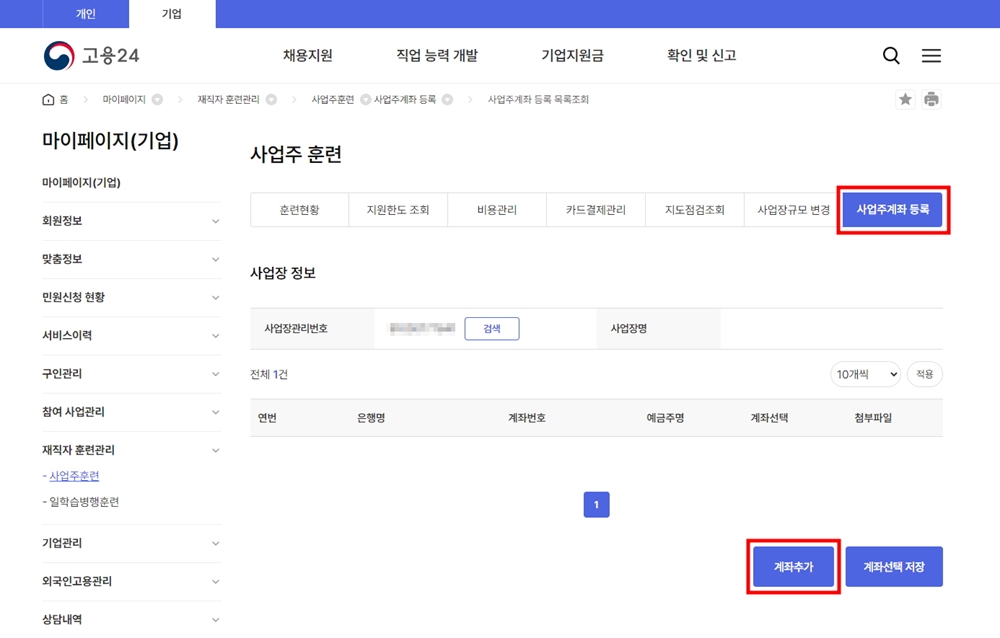 개인 기업
고용24 채용지원 직업 능력 개발 기업지원금 확인 및 신고
홈 마이페이지 재직자 훈련관리 사업주훈련 사업주계좌 등록 사업주계좌 등록 목록조회
마이페이지(기업)
마이페이지(기업)
회원정보
맞춤정보
민원신청 현황
서비스이력
구인관리
참여 사업관리
재직자 훈련관리
- 사업주훈련
- 일학습병행훈련
기업관리
외국인고용관리
상담내역
사업주 훈련
훈련현황 지원한도 조회 비용관리 카드결제관리 지도점검조회 사업장규모 변경 사업주계좌 등록
사업장 정보
사업장관리번호 검색 사업장명
전체 1건 10개씩 적용
연번 은행명 계좌번호 예금주명 계좌선택 첨부파일
1
계좌추가 계좌선택 저장